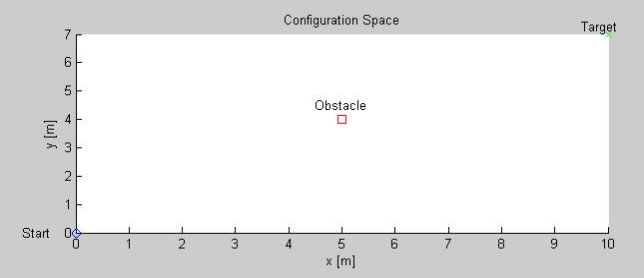 Configuration Space
Target
7
6
5
Obstacle
4
y [m]
3
2
1
Start
0
0 1 2 3 4 5 6 7 8 9 10
x [m]